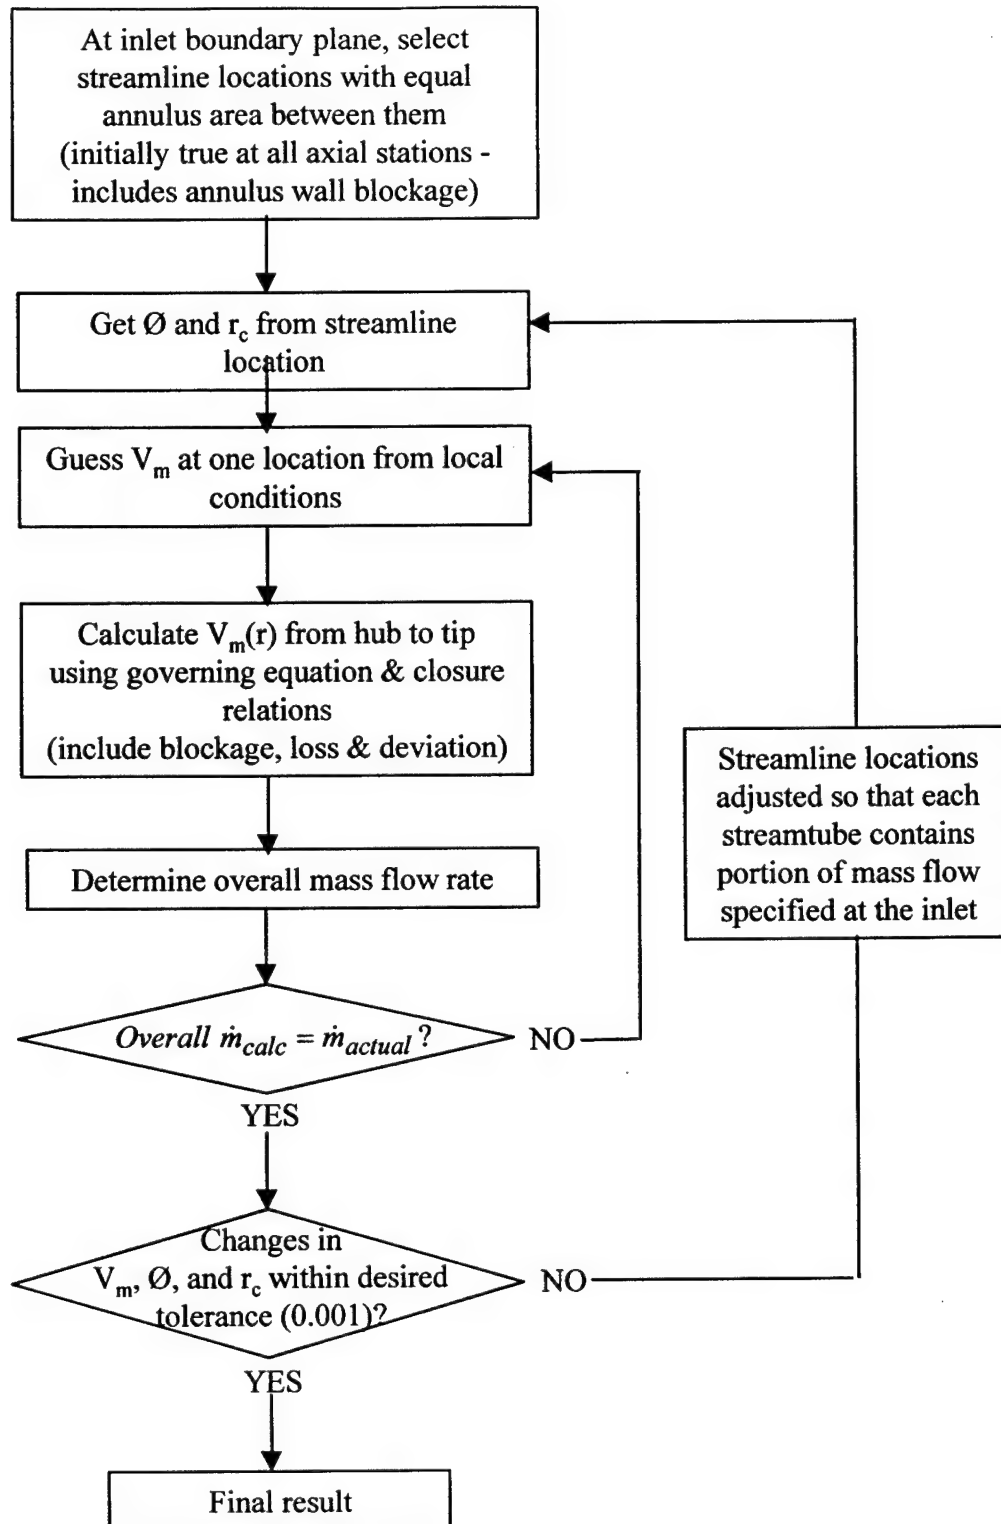 At inlet boundary plane, select
streamline locations with equal
annulus area between them
(initially true at all axial stations -
includes annulus wall blockage)
Get Ø and r_c from streamline
location
Guess V_m at one location from local
conditions
Calculate V_m(r) from hub to tip
using governing equation & closure
relations
(include blockage, loss & deviation)
Streamline locations
adjusted so that each
streamtube contains
portion of mass flow
specified at the inlet
Determine overall mass flow rate
Overall ṁ_calc = ṁ_actual ?
NO
YES
Changes in
V_m, Ø, and r_c within desired
tolerance (0.001)?
NO
YES
Final result